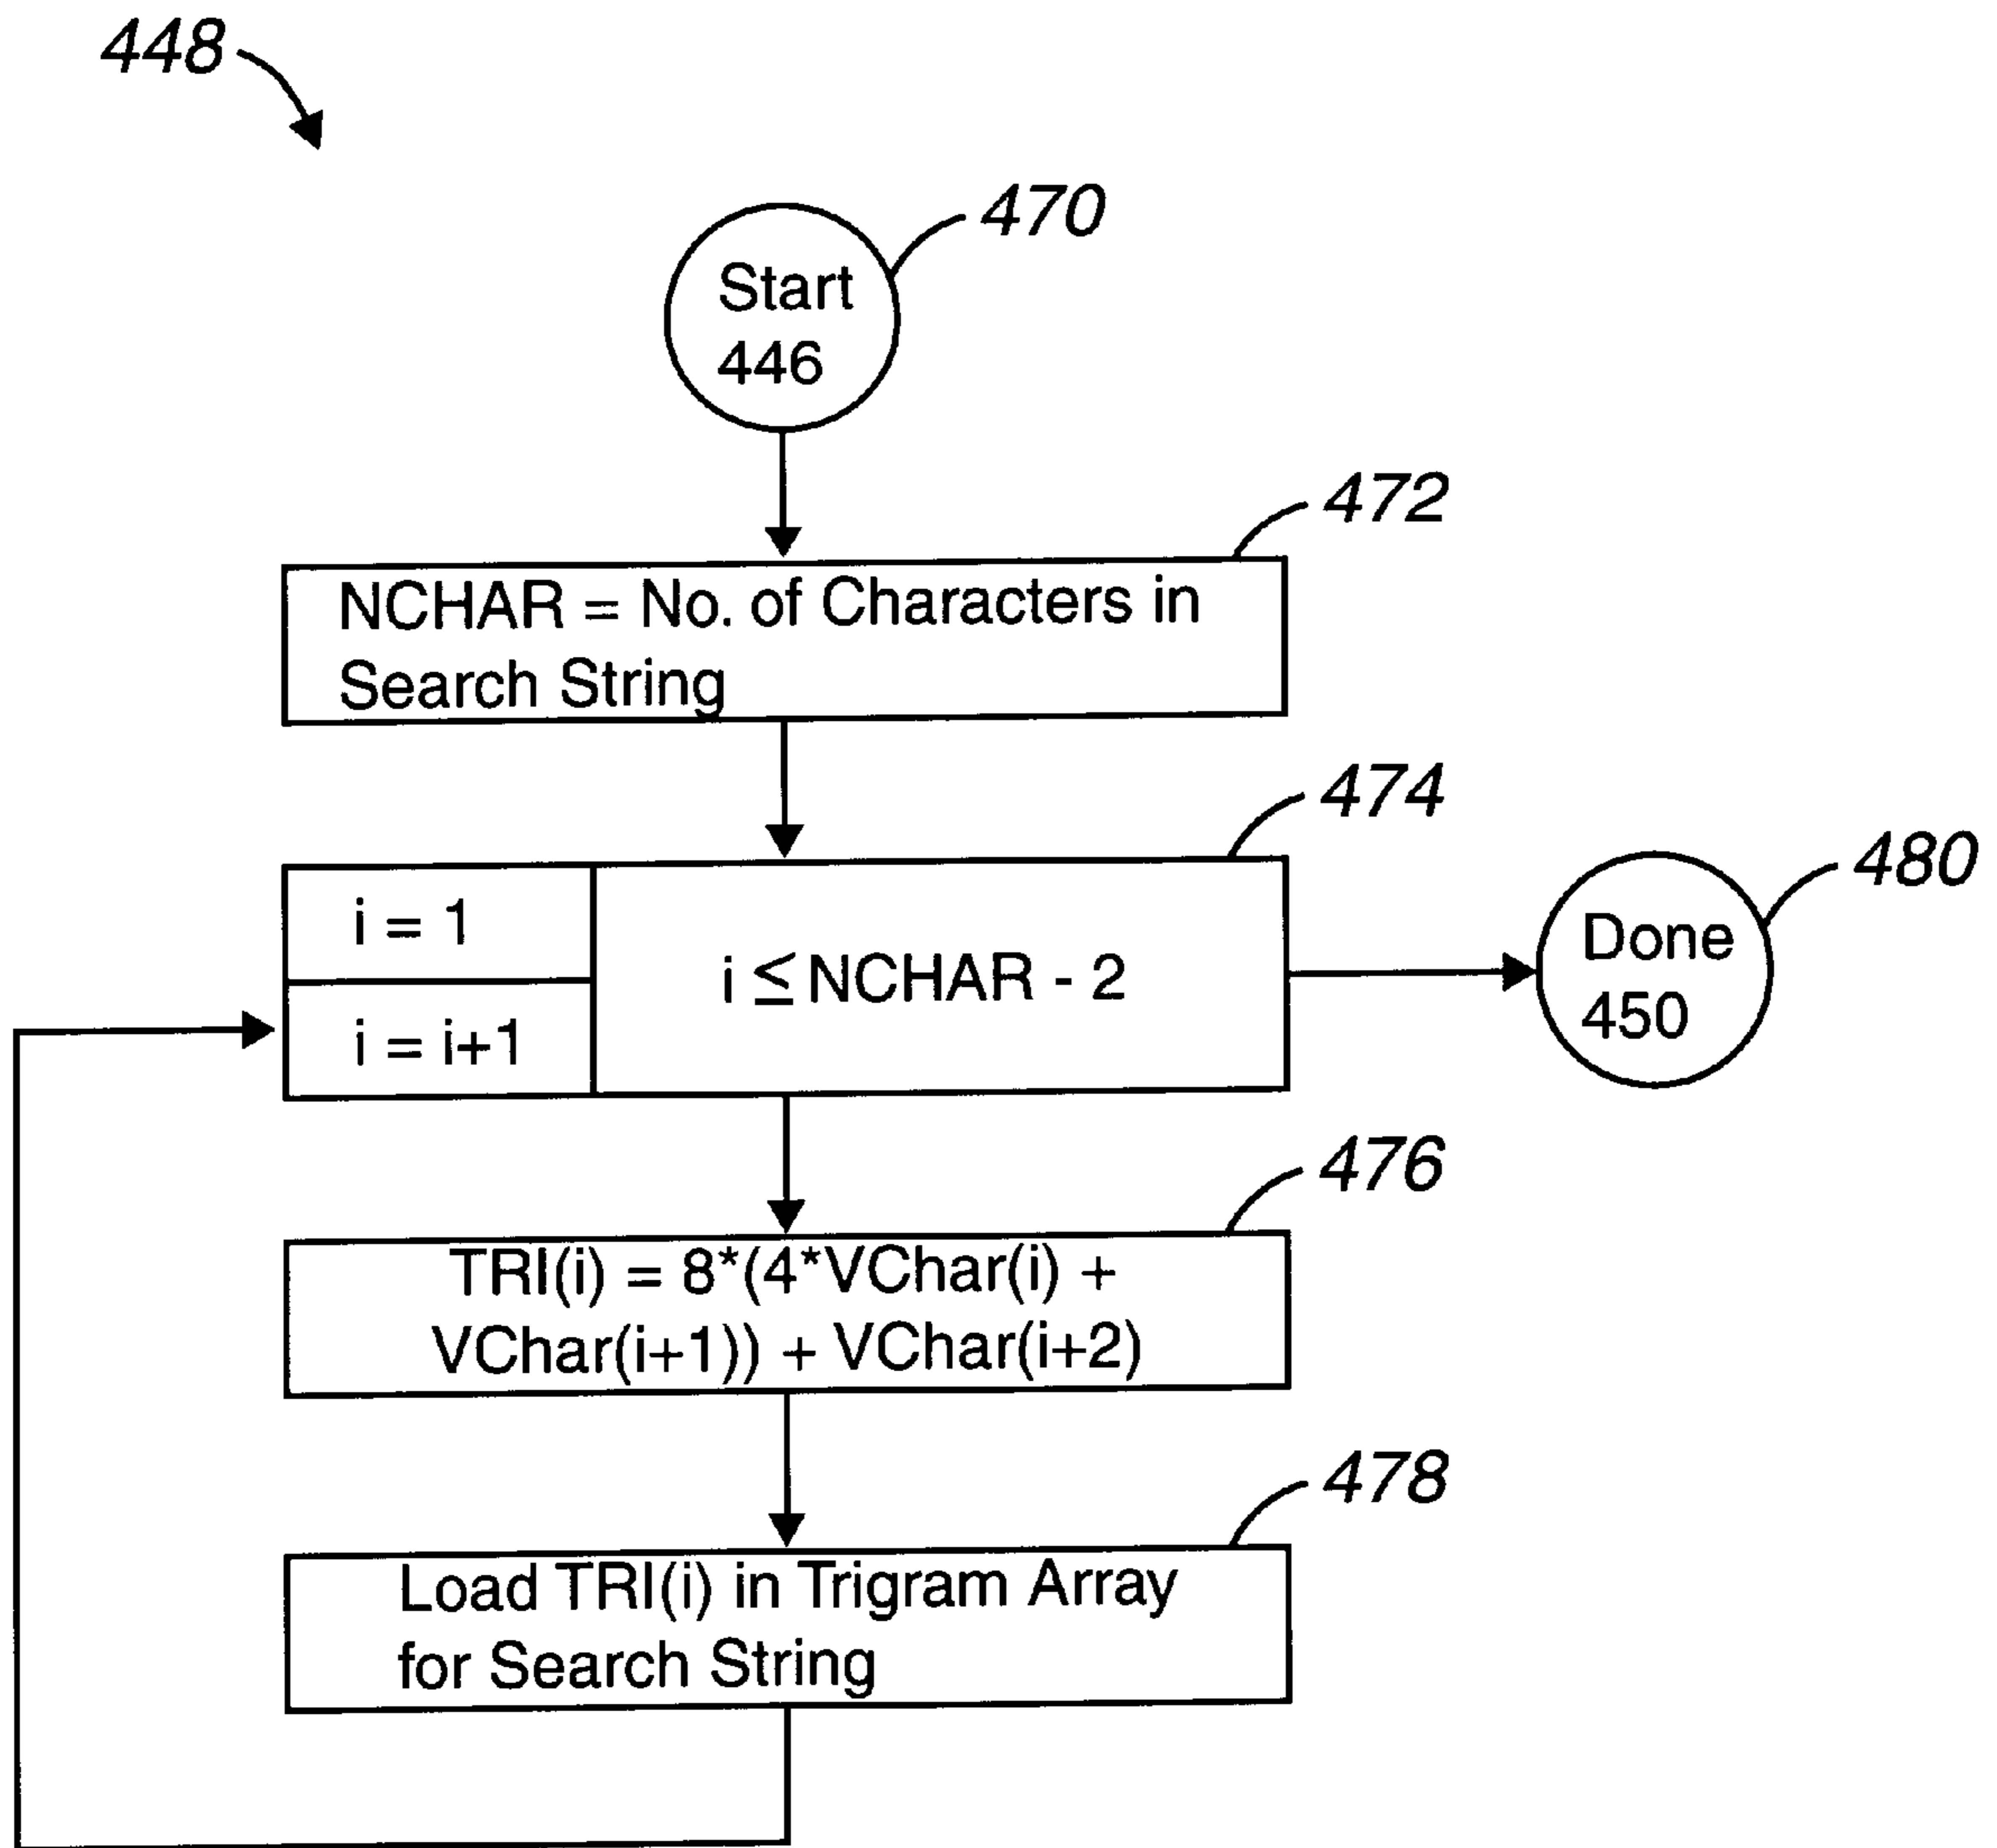 448
470
Start
446
472
NCHAR = No. of Characters in
Search String
474
480
i = 1
i ≤ NCHAR - 2
i = i+1
Done
450
476
TRI(i) = 8*(4*VChar(i) +
VChar(i+1)) + VChar(i+2)
478
Load TRI(i) in Trigram Array
for Search String